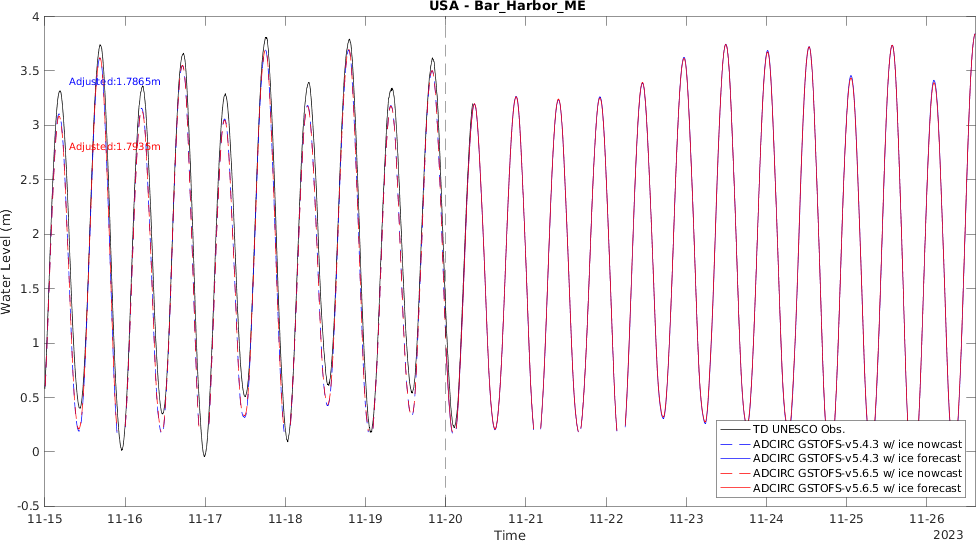 USA - Bar_Harbor_ME
4
3.5
3
2.5
2
1.5
1
0.5
0
-0.5
Water Level (m)
Adjusted:1.7865m
Adjusted:1.7936m
TD UNESCO Obs.
ADCIRC GSTOFS-v5.4.3 w/ ice nowcast
ADCIRC GSTOFS-v5.4.3 w/ ice forecast
ADCIRC GSTOFS-v5.6.5 w/ ice nowcast
ADCIRC GSTOFS-v5.6.5 w/ ice forecast
11-15 11-16 11-17 11-18 11-19 11-20 11-21 11-22 11-23 11-24 11-25 11-26
Time
2023